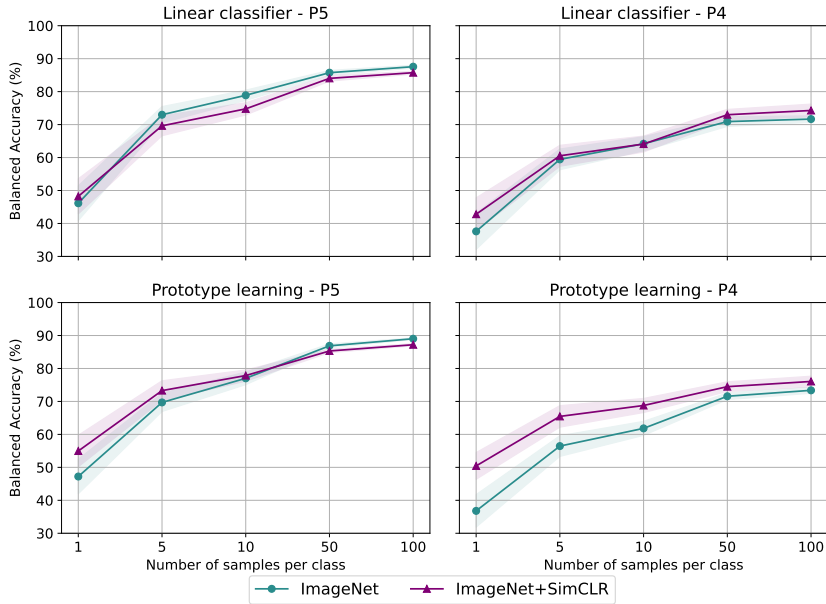 Linear classifier - P5
Linear classifier - P4
Balanced Accuracy (%)
100
90
80
70
60
50
40
30
Prototype learning - P5
Prototype learning - P4
Balanced Accuracy (%)
100
90
80
70
60
50
40
30
1 5 10 50 100
1 5 10 50 100
Number of samples per class
Number of samples per class
ImageNet
ImageNet+SimCLR